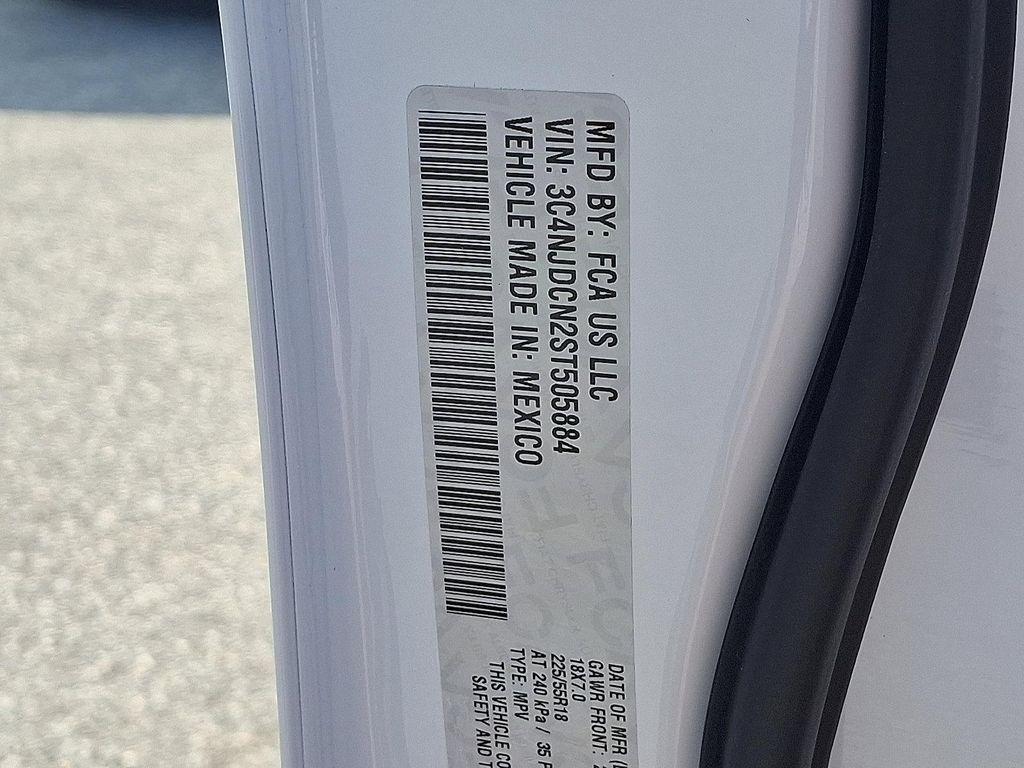 MFD BY: FCA US LLC
VIN: 3C4NJDCN2ST505884
VEHICLE MADE IN: MEXICO
DATE OF MFR
GAWR FRONT:
18X7.0
225/55R18
AT 240 kPa / 35
TYPE: MPV
THIS VEHICLE
SAFETY AND